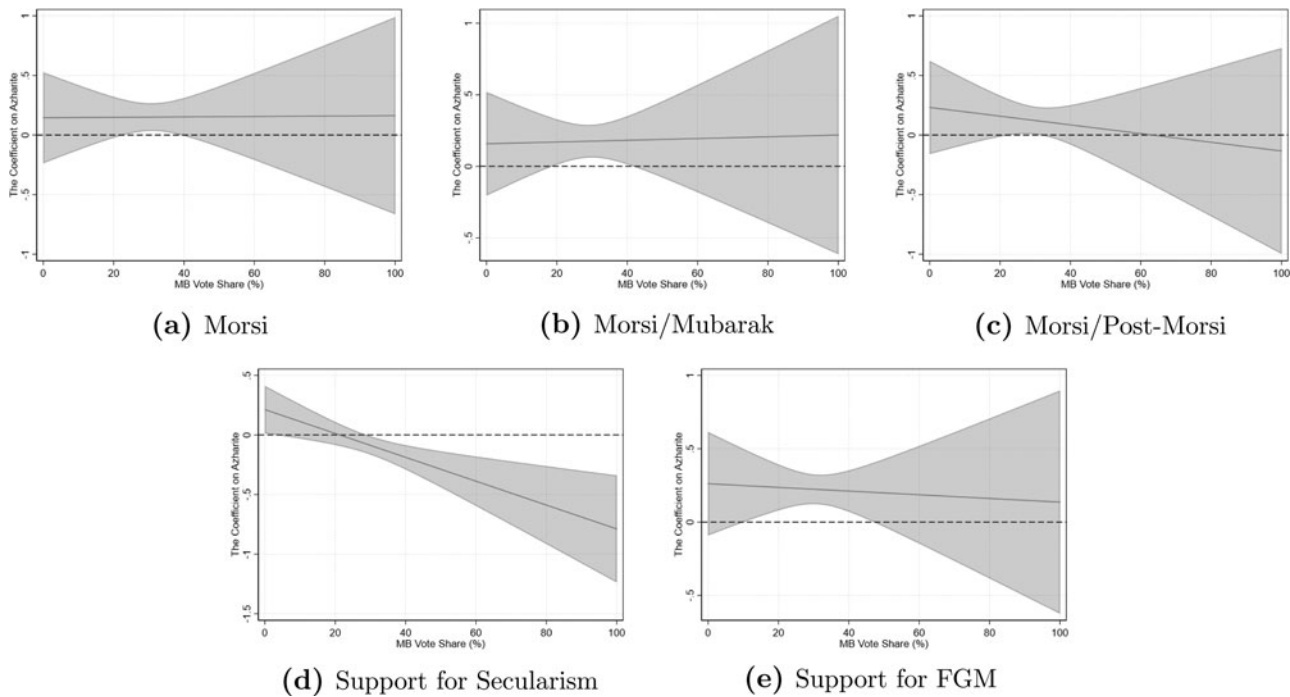 The Coefficient on Azharite
1
.5
0
-.5
-1
0 20 40 60 80 100
MB Vote Share (%)
(a) Morsi
The Coefficient on Azharite
1
.5
0
-.5
0 20 40 60 80 100
MB Vote Share (%)
(b) Morsi/Mubarak
The Coefficient on Azharite
1
.5
0
-.5
-1
0 20 40 60 80 100
MB Vote Share (%)
(c) Morsi/Post-Morsi
The Coefficient on Azharite
.5
0
-.5
-1
-1.5
0 20 40 60 80 100
MB Vote Share (%)
(d) Support for Secularism
The Coefficient on Azharite
1
.5
0
-.5
0 20 40 60 80 100
MB Vote Share (%)
(e) Support for FGM